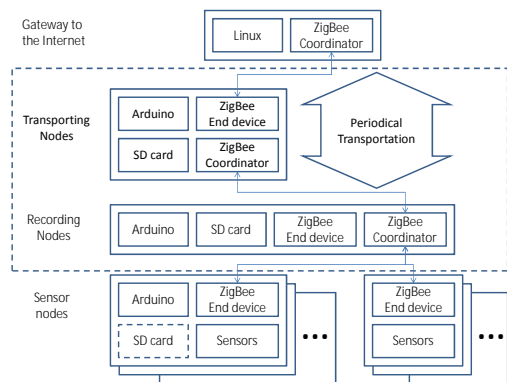 Gateway to
the Internet
Linux
ZigBee
Coordinator
Transporting
Nodes
Arduino
ZigBee
End device
SD card
ZigBee
Coordinator
Periodical
Transportation
Recording
Nodes
Arduino
SD card
ZigBee
End device
ZigBee
Coordinator
Sensor
nodes
Arduino
ZigBee
End device
SD card
Sensors
•••
ZigBee
End device
Sensors
•••